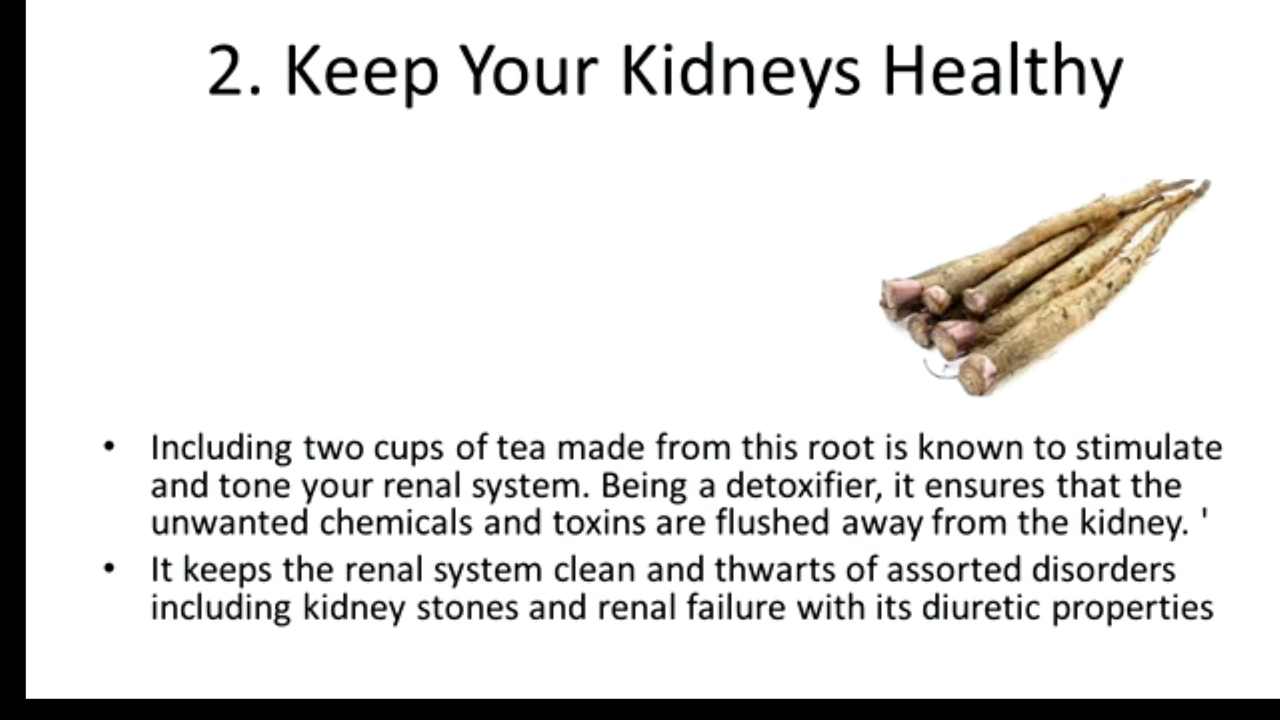 2. Keep Your Kidneys Healthy
• Including two cups of tea made from this root is known to stimulate
and tone your renal system. Being a detoxifier, it ensures that the
unwanted chemicals and toxins are flushed away from the kidney. '
• It keeps the renal system clean and thwarts of assorted disorders
including kidney stones and renal failure with its diuretic properties